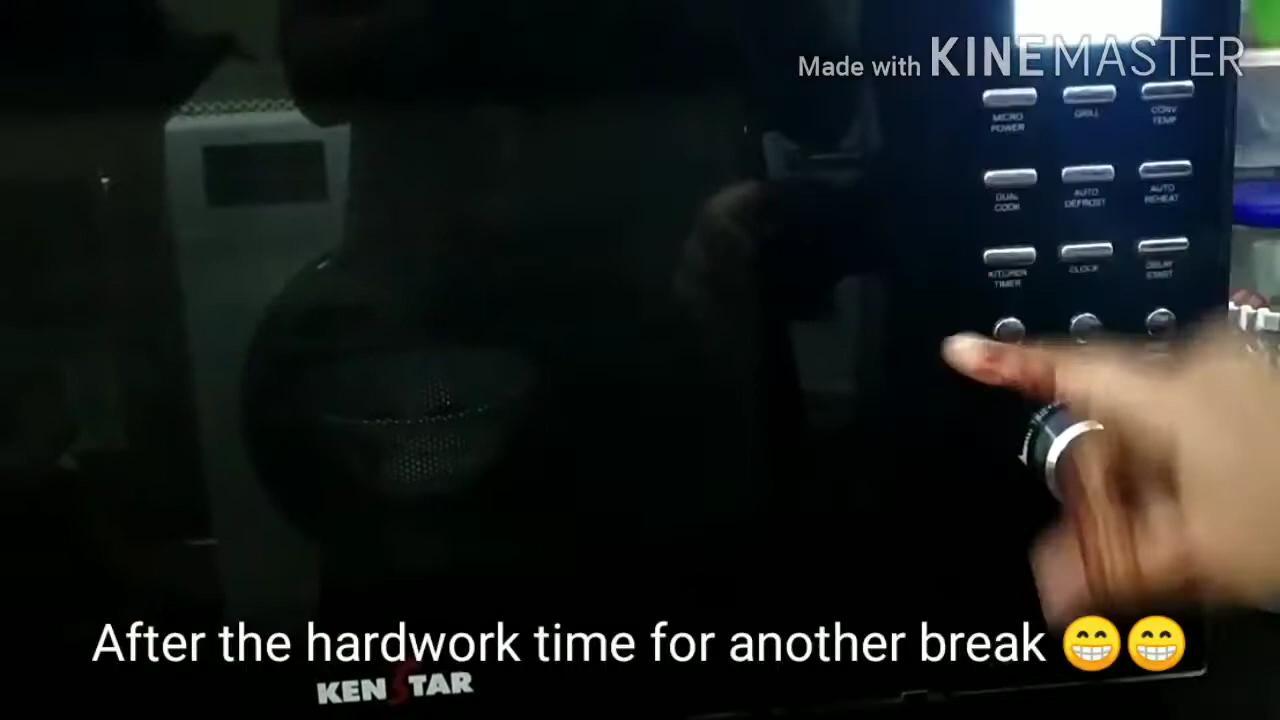 Made with KINEMASTER
MICRO POWER
GRILL
CONV TEMP
DUAL COOK
AUTO DEFROST
AUTO REHEAT
KITCHEN TIMER
CLOCK
DELAY START
After the hardwork time for another break 😁😁
KENSTAR